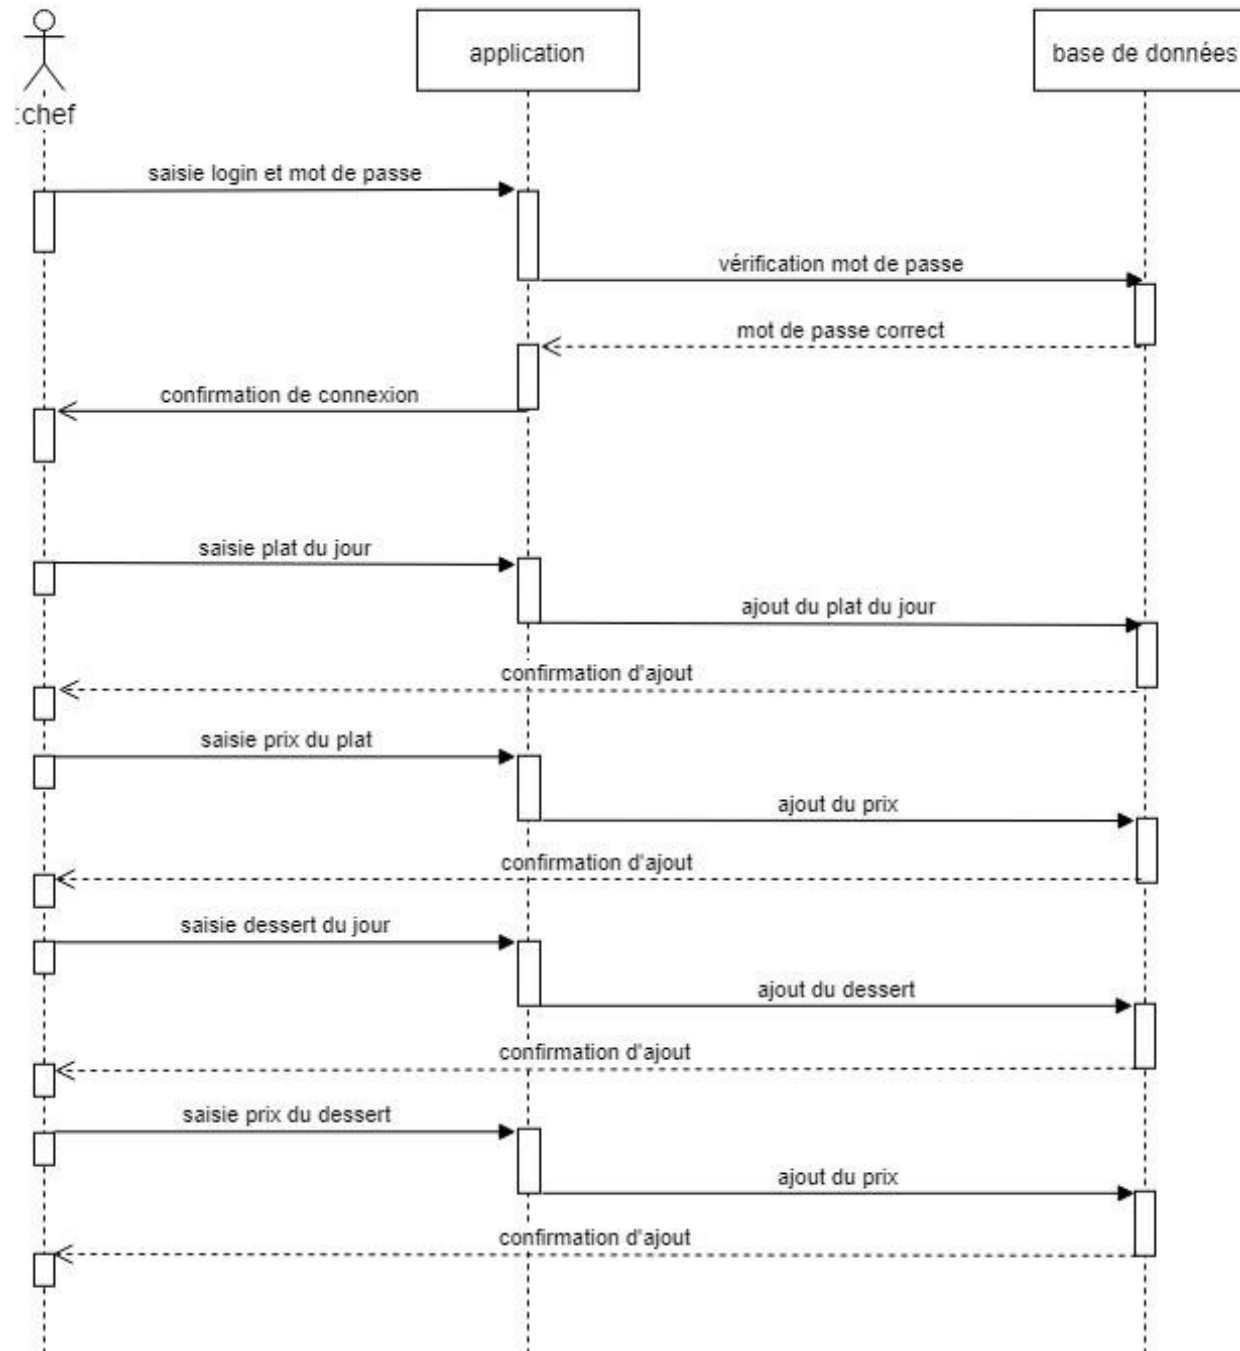 application
base de données
:chef
saisie login et mot de passe
vérification mot de passe
mot de passe correct
confirmation de connexion
saisie plat du jour
ajout du plat du jour
confirmation d'ajout
saisie prix du plat
ajout du prix
confirmation d'ajout
saisie dessert du jour
ajout du dessert
confirmation d'ajout
saisie prix du dessert
ajout du prix
confirmation d'ajout